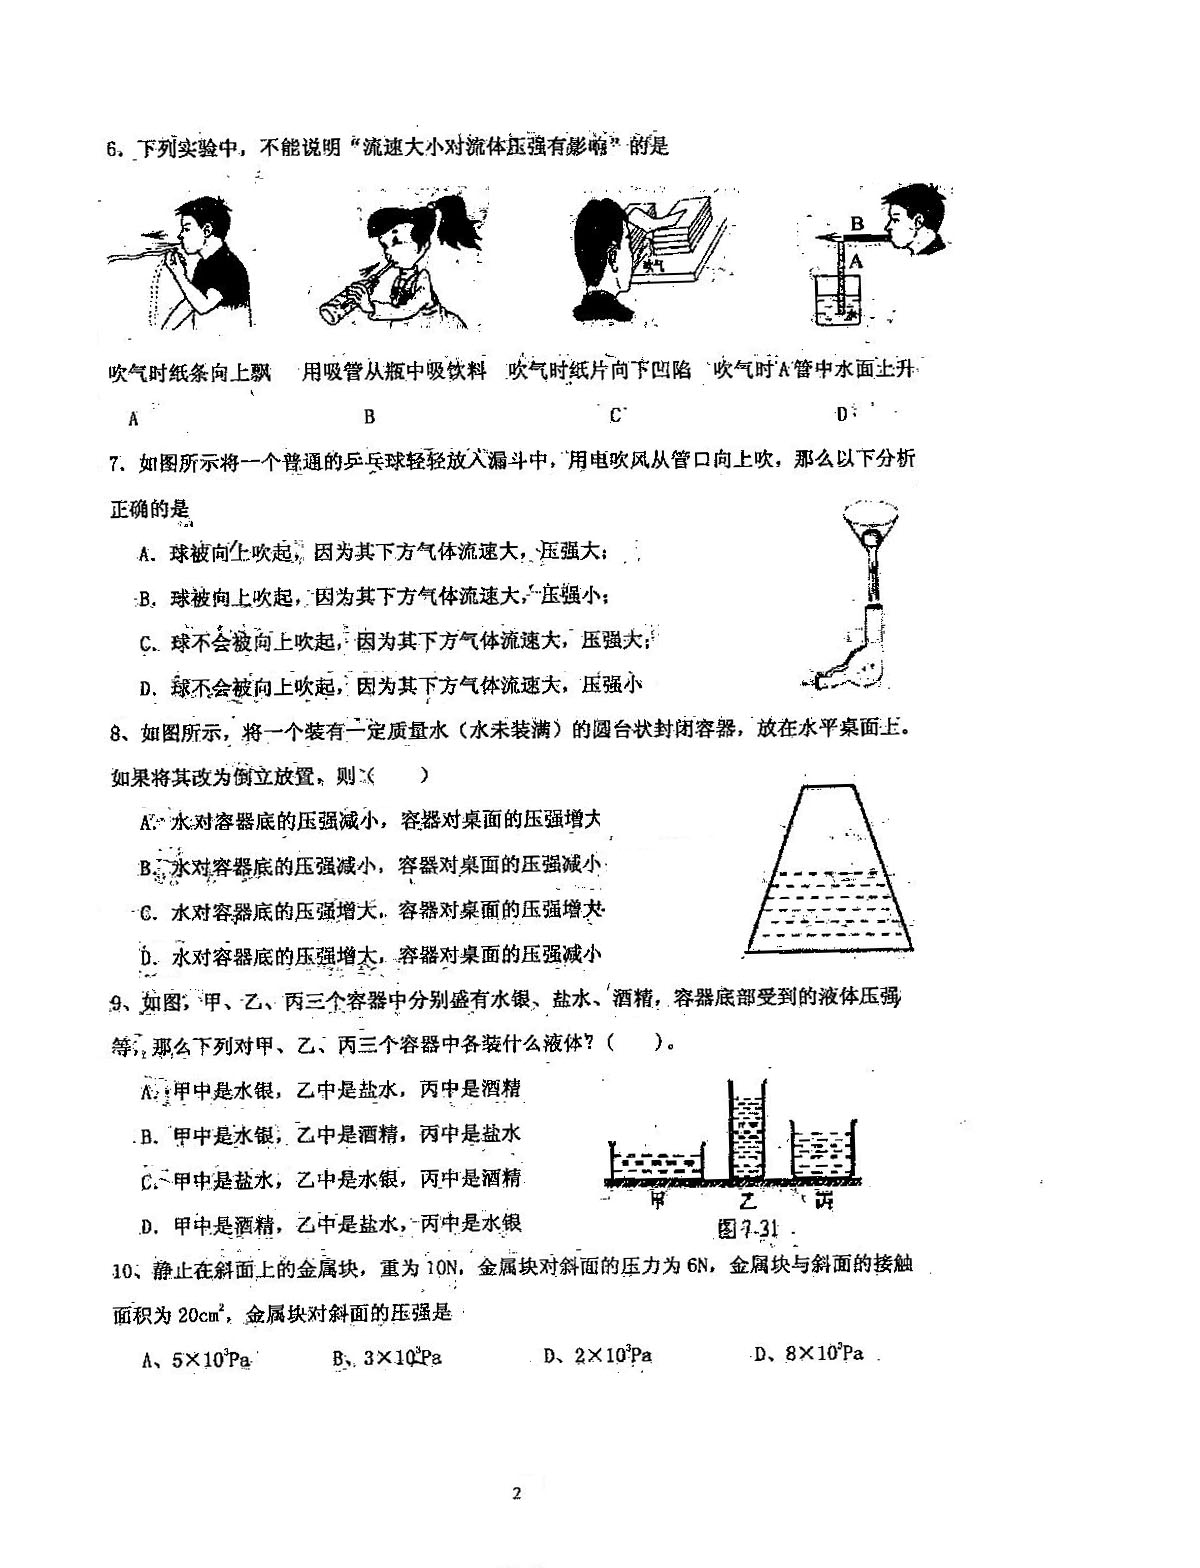 6．下列实验中，不能说明“流速大小对流体压强有影响”的是
吹气
B
A
水
吹气时纸条向上飘 用吸管从瓶中吸饮料 吹气时纸片向下凹陷 吹气时A管中水面上升
A B C D
7．如图所示将一个普通的乒乓球轻轻放入漏斗中，用电吹风从管口向上吹，那么以下分析
正确的是
A．球被向上吹起，因为其下方气体流速大，压强大；
B．球被向上吹起，因为其下方气体流速大，压强小；
C．球不会被向上吹起，因为其下方气体流速大，压强大；
D．球不会被向上吹起，因为其下方气体流速大，压强小
8、如图所示，将一个装有一定质量水（水未装满）的圆台状封闭容器，放在水平桌面上。
如果将其改为倒立放置，则（ ）
A．水对容器底的压强减小，容器对桌面的压强增大
B．水对容器底的压强减小，容器对桌面的压强减小
C．水对容器底的压强增大，容器对桌面的压强增大
D．水对容器底的压强增大，容器对桌面的压强减小
9、如图，甲、乙、丙三个容器中分别盛有水银、盐水、酒精，容器底部受到的液体压强
等，那么下列对甲、乙、丙三个容器中各装什么液体？（ ）。
A．甲中是水银，乙中是盐水，丙中是酒精
B．甲中是水银，乙中是酒精，丙中是盐水
C．甲中是盐水，乙中是水银，丙中是酒精
D．甲中是酒精，乙中是盐水，丙中是水银
甲 乙 丙
图7-31
10、静止在斜面上的金属块，重为10N，金属块对斜面的压力为6N，金属块与斜面的接触
面积为20cm²，金属块对斜面的压强是
A、5×10³Pa B、3×10³Pa D、2×10³Pa D、8×10³Pa
2